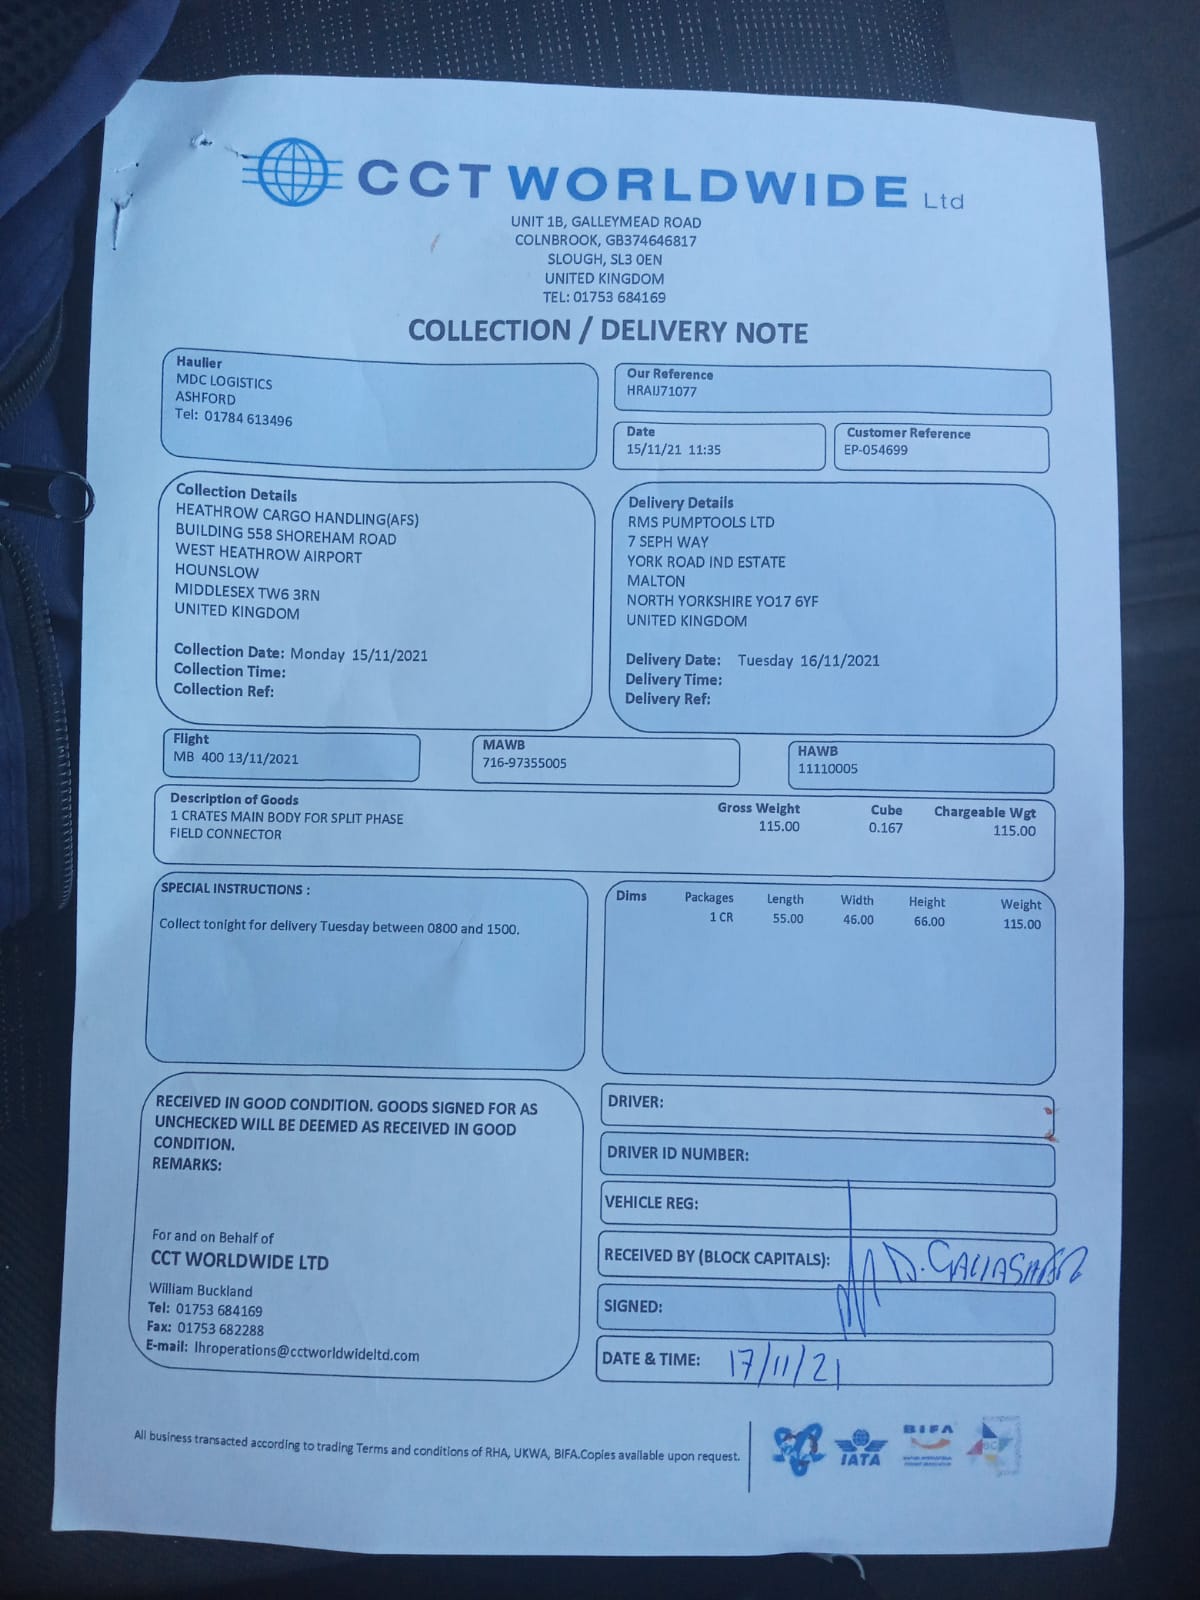 CCT WORLDWIDE Ltd
UNIT 1B, GALLEYMEAD ROAD
COLNBROOK, GB374646817
SLOUGH, SL3 0EN
UNITED KINGDOM
TEL: 01753 684169
COLLECTION / DELIVERY NOTE
Haulier
MDC LOGISTICS
ASHFORD
Tel: 01784 613496
Our Reference
HRAIJ71077
Date
15/11/21 11:35
Customer Reference
EP-054699
Collection Details
HEATHROW CARGO HANDLING(AFS)
BUILDING 558 SHOREHAM ROAD
WEST HEATHROW AIRPORT
HOUNSLOW
MIDDLESEX TW6 3RN
UNITED KINGDOM
Collection Date: Monday 15/11/2021
Collection Time:
Collection Ref:
Delivery Details
RMS PUMPTOOLS LTD
7 SEPH WAY
YORK ROAD IND ESTATE
MALTON
NORTH YORKSHIRE YO17 6YF
UNITED KINGDOM
Delivery Date: Tuesday 16/11/2021
Delivery Time:
Delivery Ref:
Flight
MB 400 13/11/2021
MAWB
716-97355005
HAWB
11110005
Description of Goods
1 CRATES MAIN BODY FOR SPLIT PHASE
FIELD CONNECTOR
Gross Weight Cube Chargeable Wgt
115.00 0.167 115.00
SPECIAL INSTRUCTIONS :
Collect tonight for delivery Tuesday between 0800 and 1500.
Dims Packages Length Width Height Weight
1 CR 55.00 46.00 66.00 115.00
RECEIVED IN GOOD CONDITION. GOODS SIGNED FOR AS
UNCHECKED WILL BE DEEMED AS RECEIVED IN GOOD
CONDITION.
REMARKS:
For and on Behalf of
CCT WORLDWIDE LTD
William Buckland
Tel: 01753 684169
Fax: 01753 682288
E-mail: lhroperations@cctworldwideltd.com
DRIVER:
DRIVER ID NUMBER:
VEHICLE REG:
RECEIVED BY (BLOCK CAPITALS): D.
SIGNED:
DATE & TIME: 17/11/21
All business transacted according to trading Terms and conditions of RHA, UKWA, BIFA.Copies available upon request.
IATA
BIFA